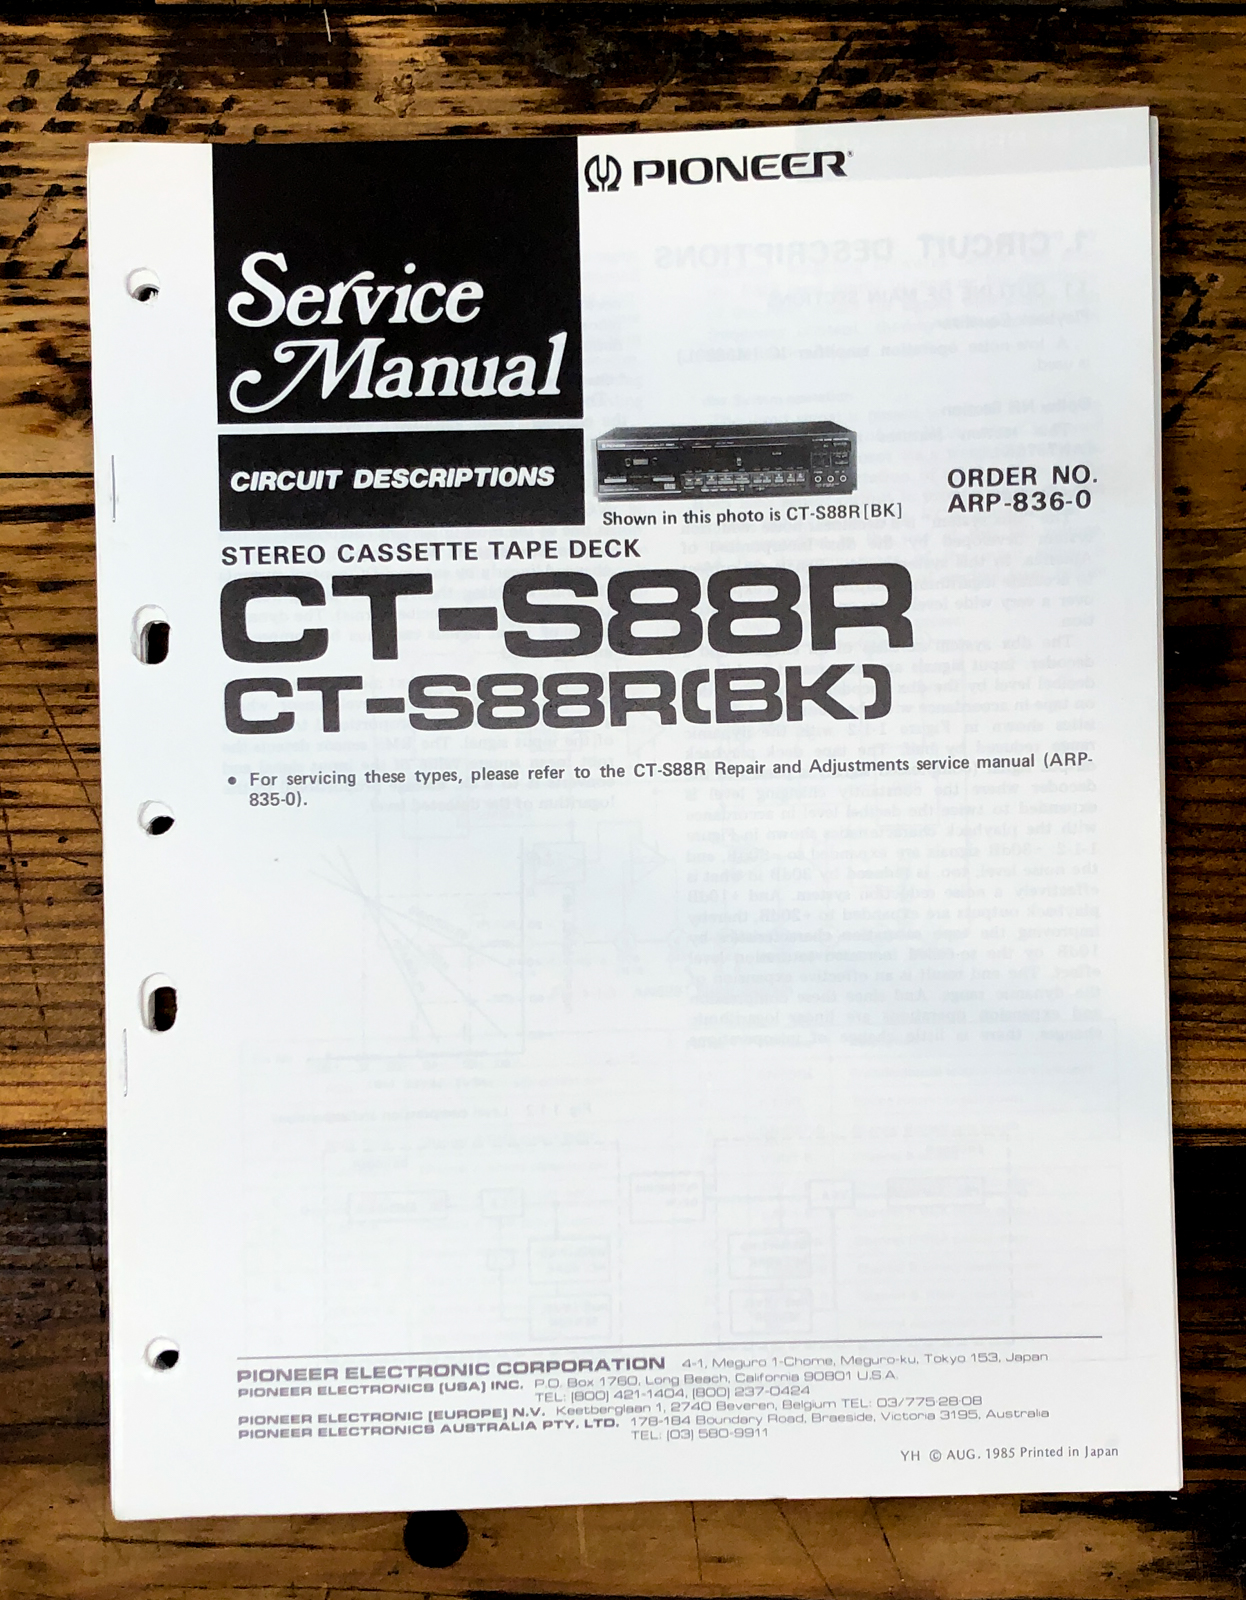 PIONEER®
Service
Manual
CIRCUIT DESCRIPTIONS
Shown in this photo is CT-S88R[BK]
ORDER NO.
ARP-836-0
STEREO CASSETTE TAPE DECK
CT-S88R
CT-S88R(BK)
• For servicing these types, please refer to the CT-S88R Repair and Adjustments service manual (ARP-
835-0).
PIONEER ELECTRONIC CORPORATION 4-1, Meguro 1-Chome, Meguro-ku, Tokyo 153, Japan
PIONEER ELECTRONICS (USA) INC. P.O. Box 1760, Long Beach, California 90801 U.S.A.
TEL: (800) 421-1404, (800) 237-0424
PIONEER ELECTRONIC [EUROPE] N.V. Keetberglaan 1, 2740 Beveren, Belgium TEL: 03/775·28·08
PIONEER ELECTRONICS AUSTRALIA PTY. LTD. 178-184 Boundary Road, Braeside, Victoria 3195, Australia
TEL: (03) 580-9911
YH © AUG. 1985 Printed in Japan